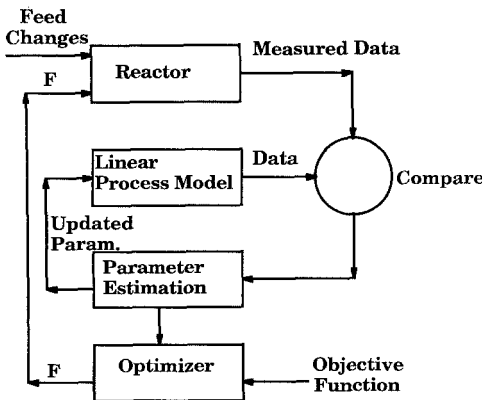 Feed
Changes
Measured Data
F
Reactor
Linear
Process Model
Data
Compare
Updated
Param.
Parameter
Estimation
Optimizer
F
Objective
Function